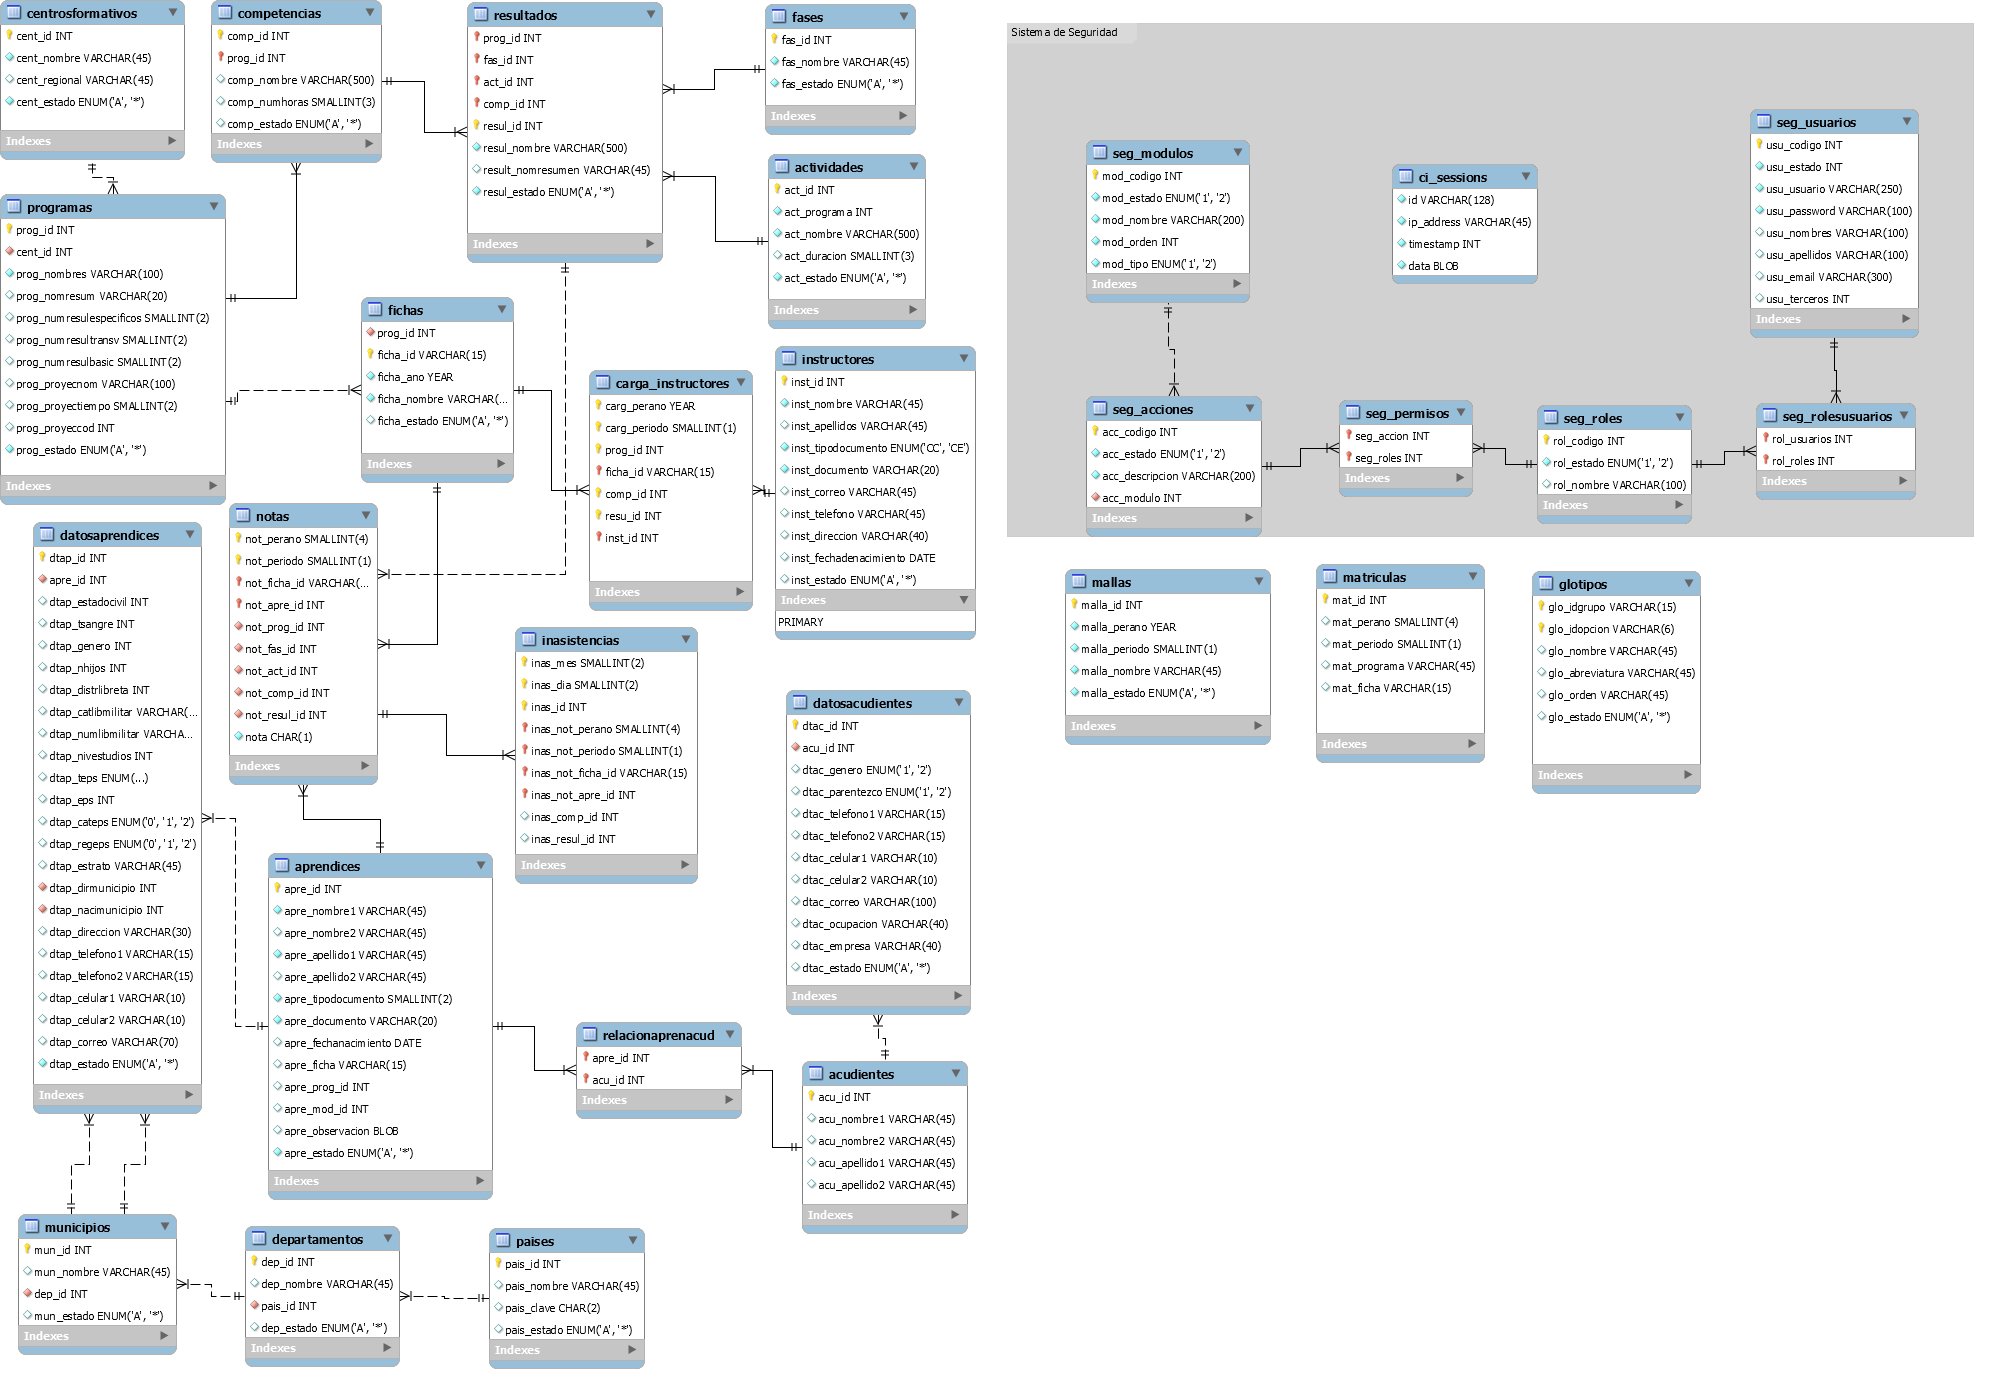 centrosformativos
cent_id INT
cent_nombre VARCHAR(45)
cent_regional VARCHAR(45)
cent_estado ENUM('A', '*')
Indexes
competencias
comp_id INT
prog_id INT
comp_nombre VARCHAR(500)
comp_numhoras SMALLINT(3)
comp_estado ENUM('A', '*')
Indexes
resultados
prog_id INT
fas_id INT
act_id INT
comp_id INT
resul_id INT
resul_nombre VARCHAR(500)
result_nomresumen VARCHAR(45)
resul_estado ENUM('A', '*')
Indexes
fases
fas_id INT
fas_nombre VARCHAR(45)
fas_estado ENUM('A', '*')
Indexes
actividades
act_id INT
act_programa INT
act_nombre VARCHAR(500)
act_duracion SMALLINT(3)
act_estado ENUM('A', '*')
Indexes
programas
prog_id INT
cent_id INT
prog_nombres VARCHAR(100)
prog_nomresum VARCHAR(20)
prog_numresulespecificos SMALLINT(2)
prog_numresultransv SMALLINT(2)
prog_numresulbasic SMALLINT(2)
prog_proyecnom VARCHAR(100)
prog_proyectiempo SMALLINT(2)
prog_proyeccod INT
prog_estado ENUM('A', '*')
Indexes
fichas
prog_id INT
ficha_id VARCHAR(15)
ficha_ano YEAR
ficha_nombre VARCHAR(...
ficha_estado ENUM('A', '*')
Indexes
carga_instructores
carg_perano YEAR
carg_periodo SMALLINT(1)
prog_id INT
ficha_id VARCHAR(15)
comp_id INT
resu_id INT
inst_id INT
Indexes
instructores
inst_id INT
inst_nombre VARCHAR(45)
inst_apellidos VARCHAR(45)
inst_tipodocumento ENUM('CC', 'CE')
inst_documento VARCHAR(20)
inst_correo VARCHAR(45)
inst_telefono VARCHAR(45)
inst_direccion VARCHAR(40)
inst_fechadenacimiento DATE
inst_estado ENUM('A', '*')
Indexes
PRIMARY
datosaprendices
dtap_id INT
apre_id INT
dtap_estadocivil INT
dtap_tsangre INT
dtap_genero INT
dtap_nhijos INT
dtap_distrlibreta INT
dtap_catlibmilitar VARCHAR(...
dtap_numlibmilitar VARCHA...
dtap_nivestudios INT
dtap_teps ENUM(...)
dtap_eps INT
dtap_cateps ENUM('0', '1', '2')
dtap_regeps ENUM('0', '1', '2')
dtap_estrato VARCHAR(45)
dtap_dirmunicipio INT
dtap_nacimunicipio INT
dtap_direccion VARCHAR(30)
dtap_telefono1 VARCHAR(15)
dtap_telefono2 VARCHAR(15)
dtap_celular1 VARCHAR(10)
dtap_celular2 VARCHAR(10)
dtap_correo VARCHAR(70)
dtap_estado ENUM('A', '*')
Indexes
notas
not_perano SMALLINT(4)
not_periodo SMALLINT(1)
not_ficha_id VARCHAR(...
not_apre_id INT
not_prog_id INT
not_fas_id INT
not_act_id INT
not_comp_id INT
not_resul_id INT
nota CHAR(1)
Indexes
inasistencias
inas_mes SMALLINT(2)
inas_dia SMALLINT(2)
inas_id INT
inas_not_perano SMALLINT(4)
inas_not_periodo SMALLINT(1)
inas_not_ficha_id VARCHAR(15)
inas_not_apre_id INT
inas_comp_id INT
inas_resul_id INT
Indexes
datosacudientes
dtac_id INT
acu_id INT
dtac_genero ENUM('1', '2')
dtac_parentezco ENUM('1', '2')
dtac_telefono1 VARCHAR(15)
dtac_telefono2 VARCHAR(15)
dtac_celular1 VARCHAR(10)
dtac_celular2 VARCHAR(10)
dtac_correo VARCHAR(100)
dtac_ocupacion VARCHAR(40)
dtac_empresa VARCHAR(40)
dtac_estado ENUM('A', '*')
Indexes
aprendices
apre_id INT
apre_nombre1 VARCHAR(45)
apre_nombre2 VARCHAR(45)
apre_apellido1 VARCHAR(45)
apre_apellido2 VARCHAR(45)
apre_tipodocumento SMALLINT(2)
apre_documento VARCHAR(20)
apre_fechanacimiento DATE
apre_ficha VARCHAR(15)
apre_prog_id INT
apre_mod_id INT
apre_observacion BLOB
apre_estado ENUM('A', '*')
Indexes
relacionaprenacud
apre_id INT
acu_id INT
Indexes
acudientes
acu_id INT
acu_nombre1 VARCHAR(45)
acu_nombre2 VARCHAR(45)
acu_apellido1 VARCHAR(45)
acu_apellido2 VARCHAR(45)
Indexes
municipios
mun_id INT
mun_nombre VARCHAR(45)
dep_id INT
mun_estado ENUM('A', '*')
Indexes
departamentos
dep_id INT
dep_nombre VARCHAR(45)
pais_id INT
dep_estado ENUM('A', '*')
Indexes
paises
pais_id INT
pais_nombre VARCHAR(45)
pais_clave CHAR(2)
pais_estado ENUM('A', '*')
Indexes
Sistema de Seguridad
seg_modulos
mod_codigo INT
mod_estado ENUM('1', '2')
mod_nombre VARCHAR(200)
mod_orden INT
mod_tipo ENUM('1', '2')
Indexes
ci_sessions
id VARCHAR(128)
ip_address VARCHAR(45)
timestamp INT
data BLOB
seg_usuarios
usu_codigo INT
usu_estado INT
usu_usuario VARCHAR(250)
usu_password VARCHAR(100)
usu_nombres VARCHAR(100)
usu_apellidos VARCHAR(100)
usu_email VARCHAR(300)
usu_terceros INT
Indexes
seg_acciones
acc_codigo INT
acc_estado ENUM('1', '2')
acc_descripcion VARCHAR(200)
acc_modulo INT
Indexes
seg_permisos
seg_accion INT
seg_roles INT
Indexes
seg_roles
rol_codigo INT
rol_estado ENUM('1', '2')
rol_nombre VARCHAR(100)
Indexes
seg_rolesusuarios
rol_usuarios INT
rol_roles INT
Indexes
mallas
malla_id INT
malla_perano YEAR
malla_periodo SMALLINT(1)
malla_nombre VARCHAR(45)
malla_estado ENUM('A', '*')
Indexes
matriculas
mat_id INT
mat_perano SMALLINT(4)
mat_periodo SMALLINT(1)
mat_programa VARCHAR(45)
mat_ficha VARCHAR(15)
Indexes
glotipos
glo_idgrupo VARCHAR(15)
glo_idopcion VARCHAR(6)
glo_nombre VARCHAR(45)
glo_abreviatura VARCHAR(45)
glo_orden VARCHAR(45)
glo_estado ENUM('A', '*')
Indexes